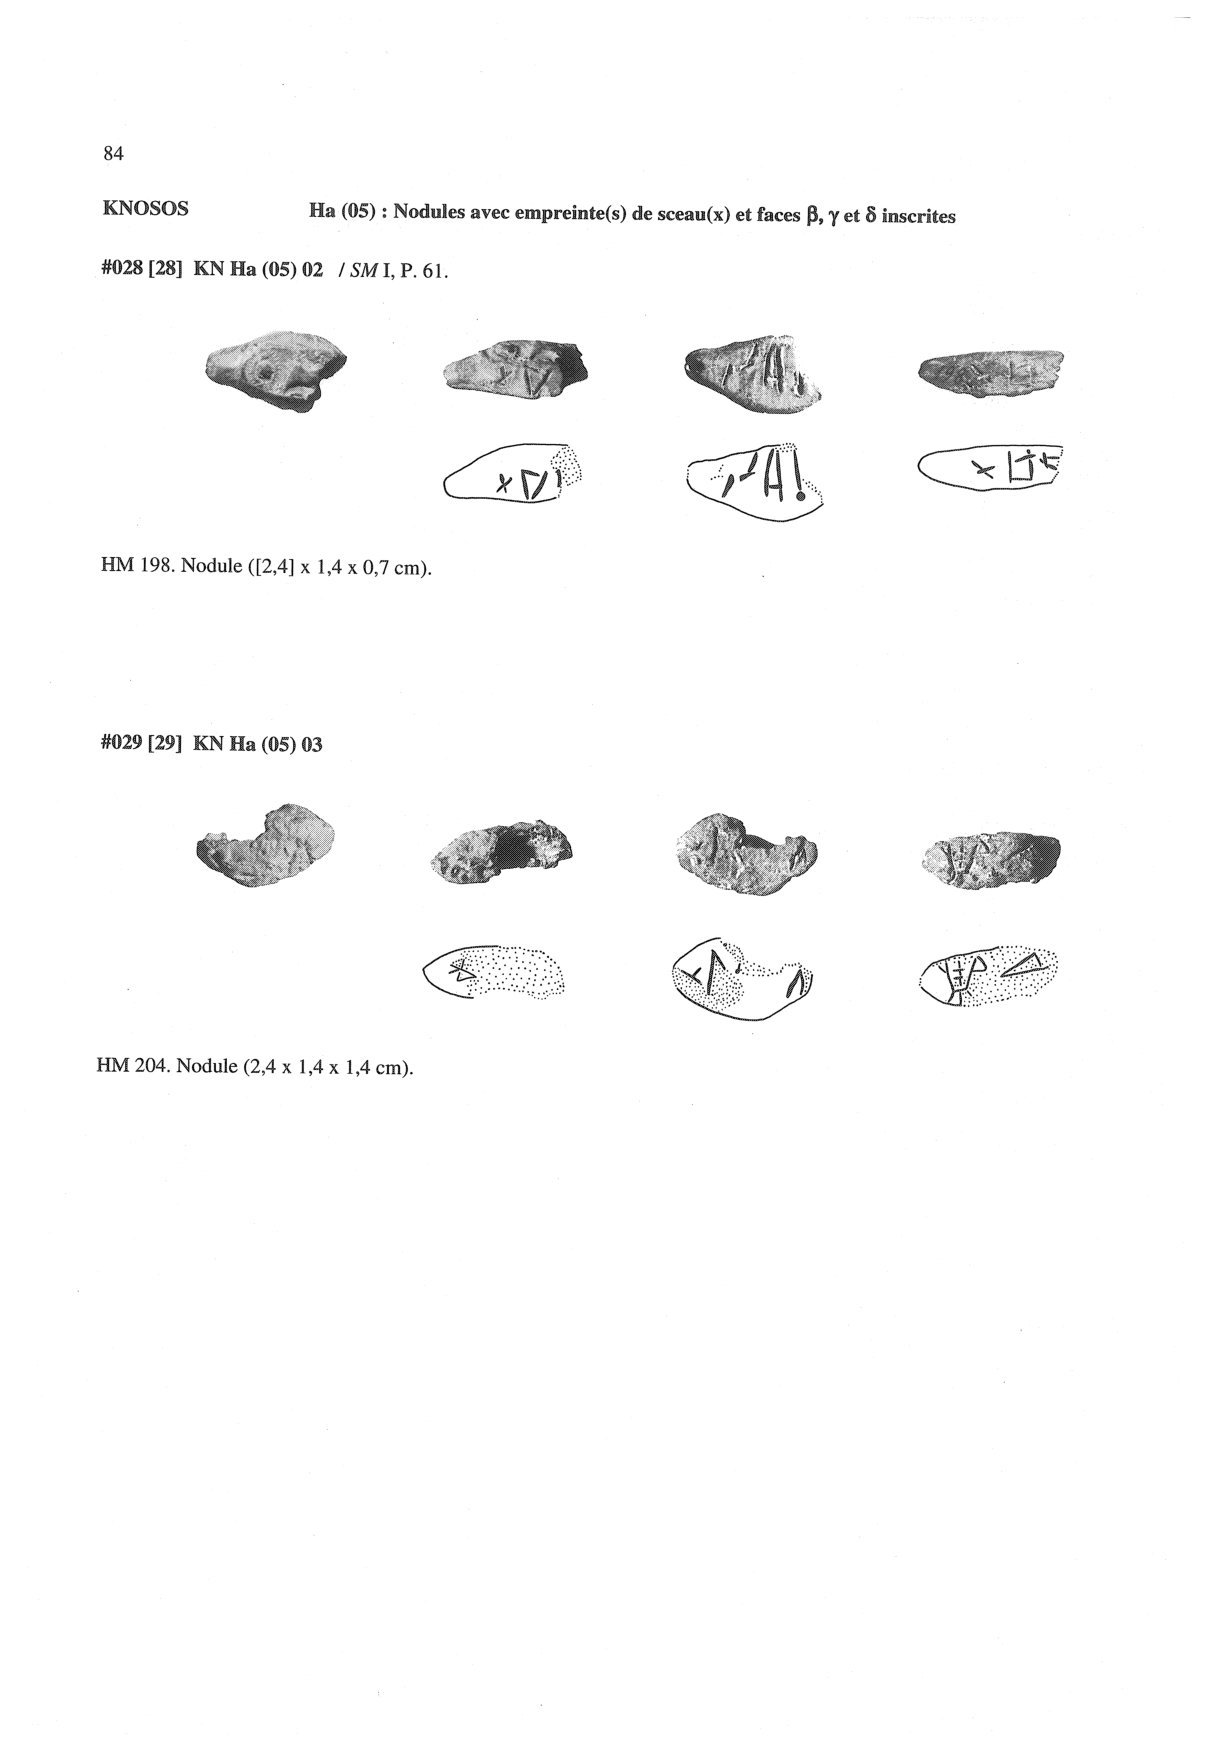 84
KNOSOS Ha (05) : Nodules avec empreinte(s) de sceau(x) et faces β, γ et δ inscrites
#028 [28] KN Ha (05) 02 / SM I, P. 61.
HM 198. Nodule ([2,4] x 1,4 x 0,7 cm).
#029 [29] KN Ha (05) 03
HM 204. Nodule (2,4 x 1,4 x 1,4 cm).